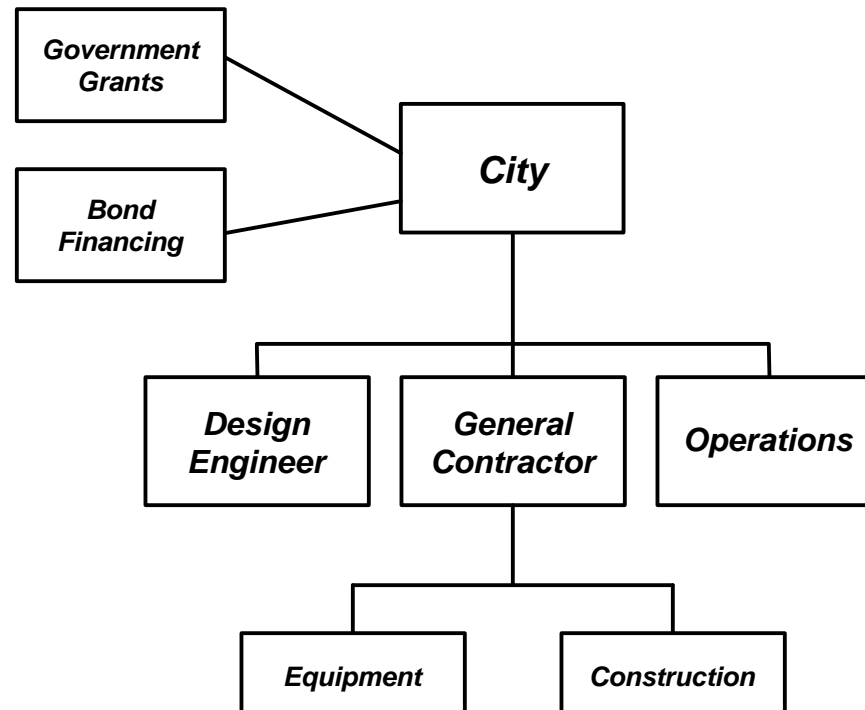 Government
Grants
City
Bond
Financing
Design
Engineer
General
Contractor
Operations
Equipment
Construction